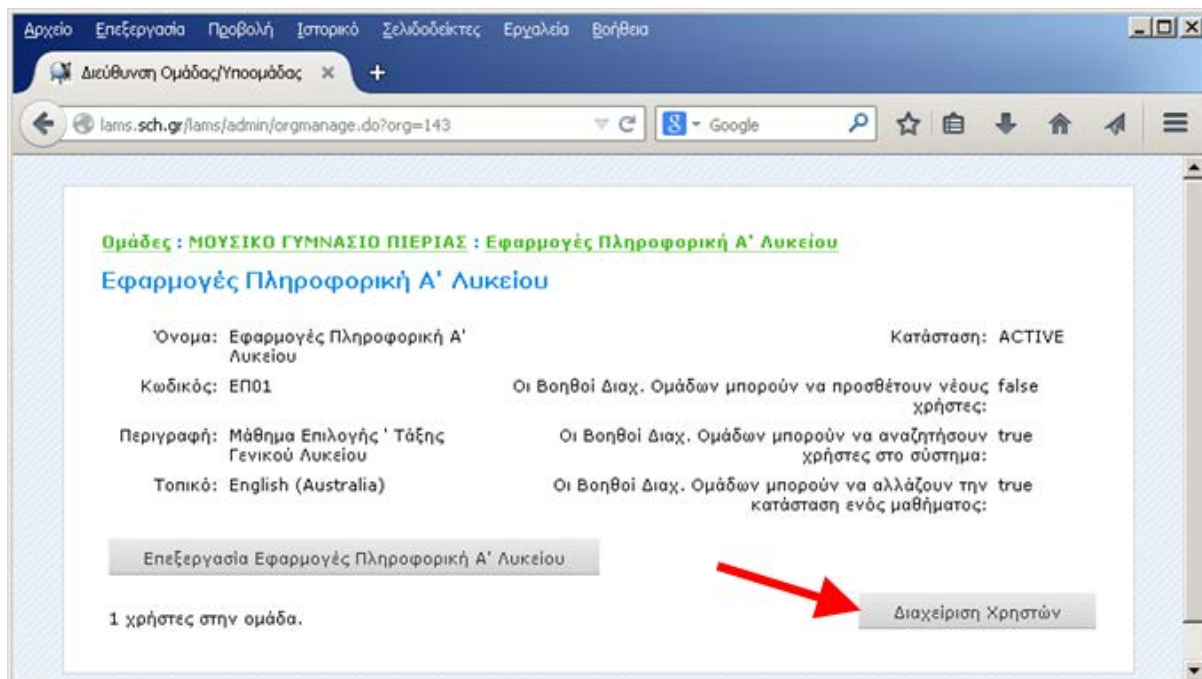 Αρχείο Επεξεργασία Προβολή Ιστορικό Σελιδοδείκτες Εργαλεία Βοήθεια
Διεύθυνση Ομάδας/Υποομάδας
lams.sch.gr/lams/admin/orgmanage.do?org=143 Google
Ομάδες : ΜΟΥΣΙΚΟ ΓΥΜΝΑΣΙΟ ΠΙΕΡΙΑΣ : Εφαρμογές Πληροφορική Α' Λυκείου
Εφαρμογές Πληροφορική Α' Λυκείου
Όνομα: Εφαρμογές Πληροφορική Α'
Λυκείου
Κατάσταση: ACTIVE
Κωδικός: ΕΠ01
Οι Βοηθοί Διαχ. Ομάδων μπορούν να προσθέτουν νέους false
χρήστες:
Περιγραφή: Μάθημα Επιλογής ' Τάξης
Γενικού Λυκείου
Οι Βοηθοί Διαχ. Ομάδων μπορούν να αναζητήσουν true
χρήστες στο σύστημα:
Τοπικό: English (Australia)
Οι Βοηθοί Διαχ. Ομάδων μπορούν να αλλάζουν την true
κατάσταση ενός μαθήματος:
Επεξεργασία Εφαρμογές Πληροφορική Α' Λυκείου
1 χρήστες στην ομάδα.
Διαχείριση Χρηστών